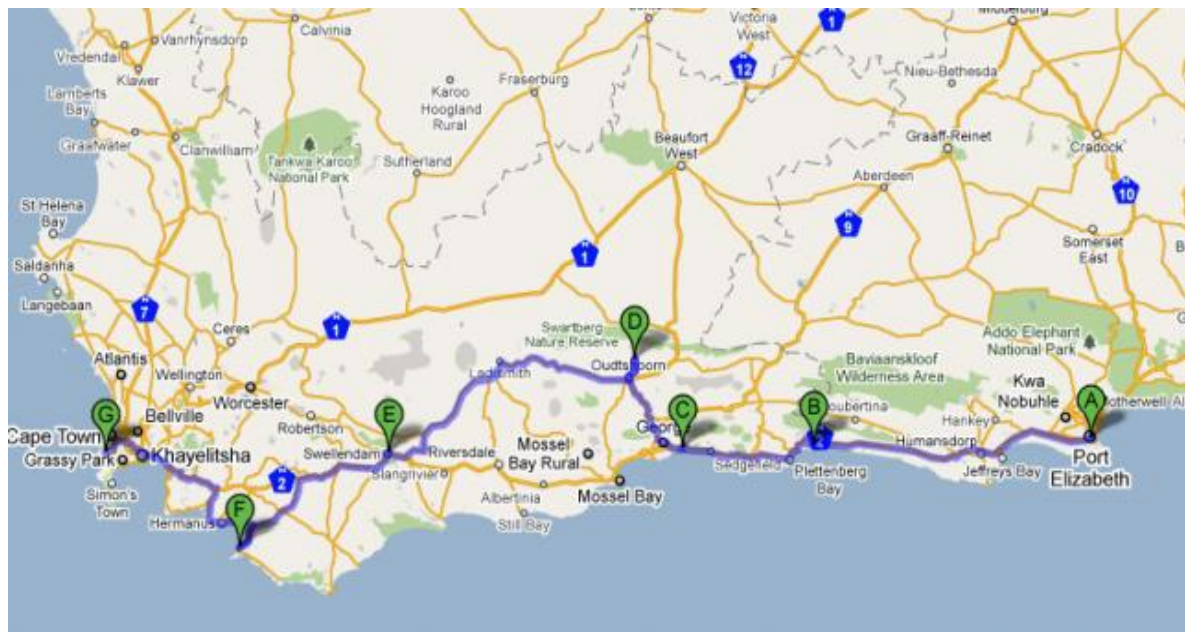 Vanrhynsdorp
Calvinia
Victoria
West
N
1
Middelburg
Vredendal
Klawer
N
12
Nieu-Bethesda
Fraserburg
Karoo
Hoogland
Rural
Lamberts
Bay
Graafwater
Clanwilliam
Beaufort
West
Graaff-Reinet
Cradock
Tankwa Karoo
National Park
Sutherland
Aberdeen
N
10
St Helena
Bay
N
9
Somerset
East
N
1
Saldanha
Langebaan
N
7
Ceres
N
1
Swartberg
Nature Reserve
D
Addo Elephant
National Park
Atlantis
Wellington
Ladismith
Oudtshoorn
Baviaanskloof
Wilderness Area
Kwa
Nobuhle
Motherwell
G
Bellville
Worcester
E
C
B
A
Cape Town
Robertson
George
Joubertina
Hankey
Grassy Park
Khayelitsha
Swellendam
Riversdale
Mossel
Bay Rural
Sedgefield
N
2
Humansdorp
Port
Elizabeth
Simon's
Town
N
2
Slangrivier
Plettenberg
Bay
Jeffreys Bay
F
Albertinia
Mossel Bay
Hermanus
Still Bay